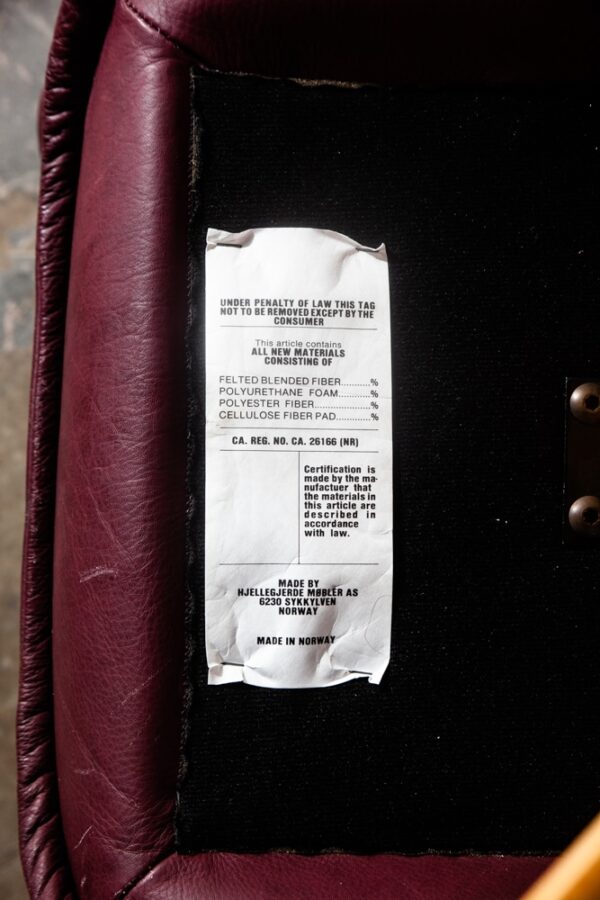 UNDER PENALTY OF LAW THIS TAG
NOT TO BE REMOVED EXCEPT BY THE
CONSUMER
This article contains
ALL NEW MATERIALS
CONSISTING OF
FELTED BLENDED FIBER..........%
POLYURETHANE FOAM...........%
POLYESTER FIBER....................%
CELLULOSE FIBER PAD............%
CA. REG. NO. CA. 26166 (NR)
Certification is
made by the ma-
nufactuer that
the materials in
this article are
described in
accordance
with law.
MADE BY
HJELLEGJERDE MØBLER AS
6230 SYKKYLVEN
NORWAY
MADE IN NORWAY